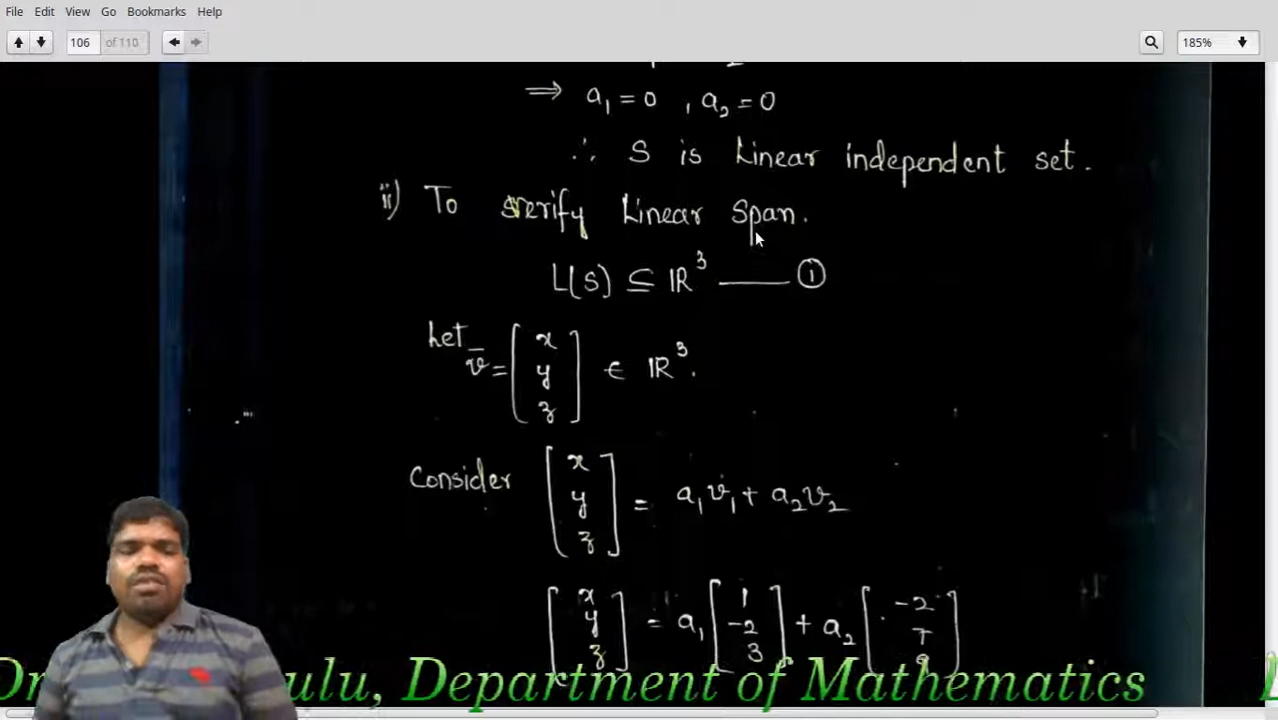 File Edit View Go Bookmarks Help
106 of 110 185%
⟹ a₁ = 0 , a₂ = 0
∴ S is Linear independent set.
ii) To verify Linear Span.
L(S) ⊆ ℝ³ —— ①
Let v̄ = [x y z] ∈ ℝ³.
Consider [x y z] = a₁v₁ + a₂v₂
[x y z] = a₁ [1 -2 3] + a₂ [-2 7
ulu, Department of Mathematics